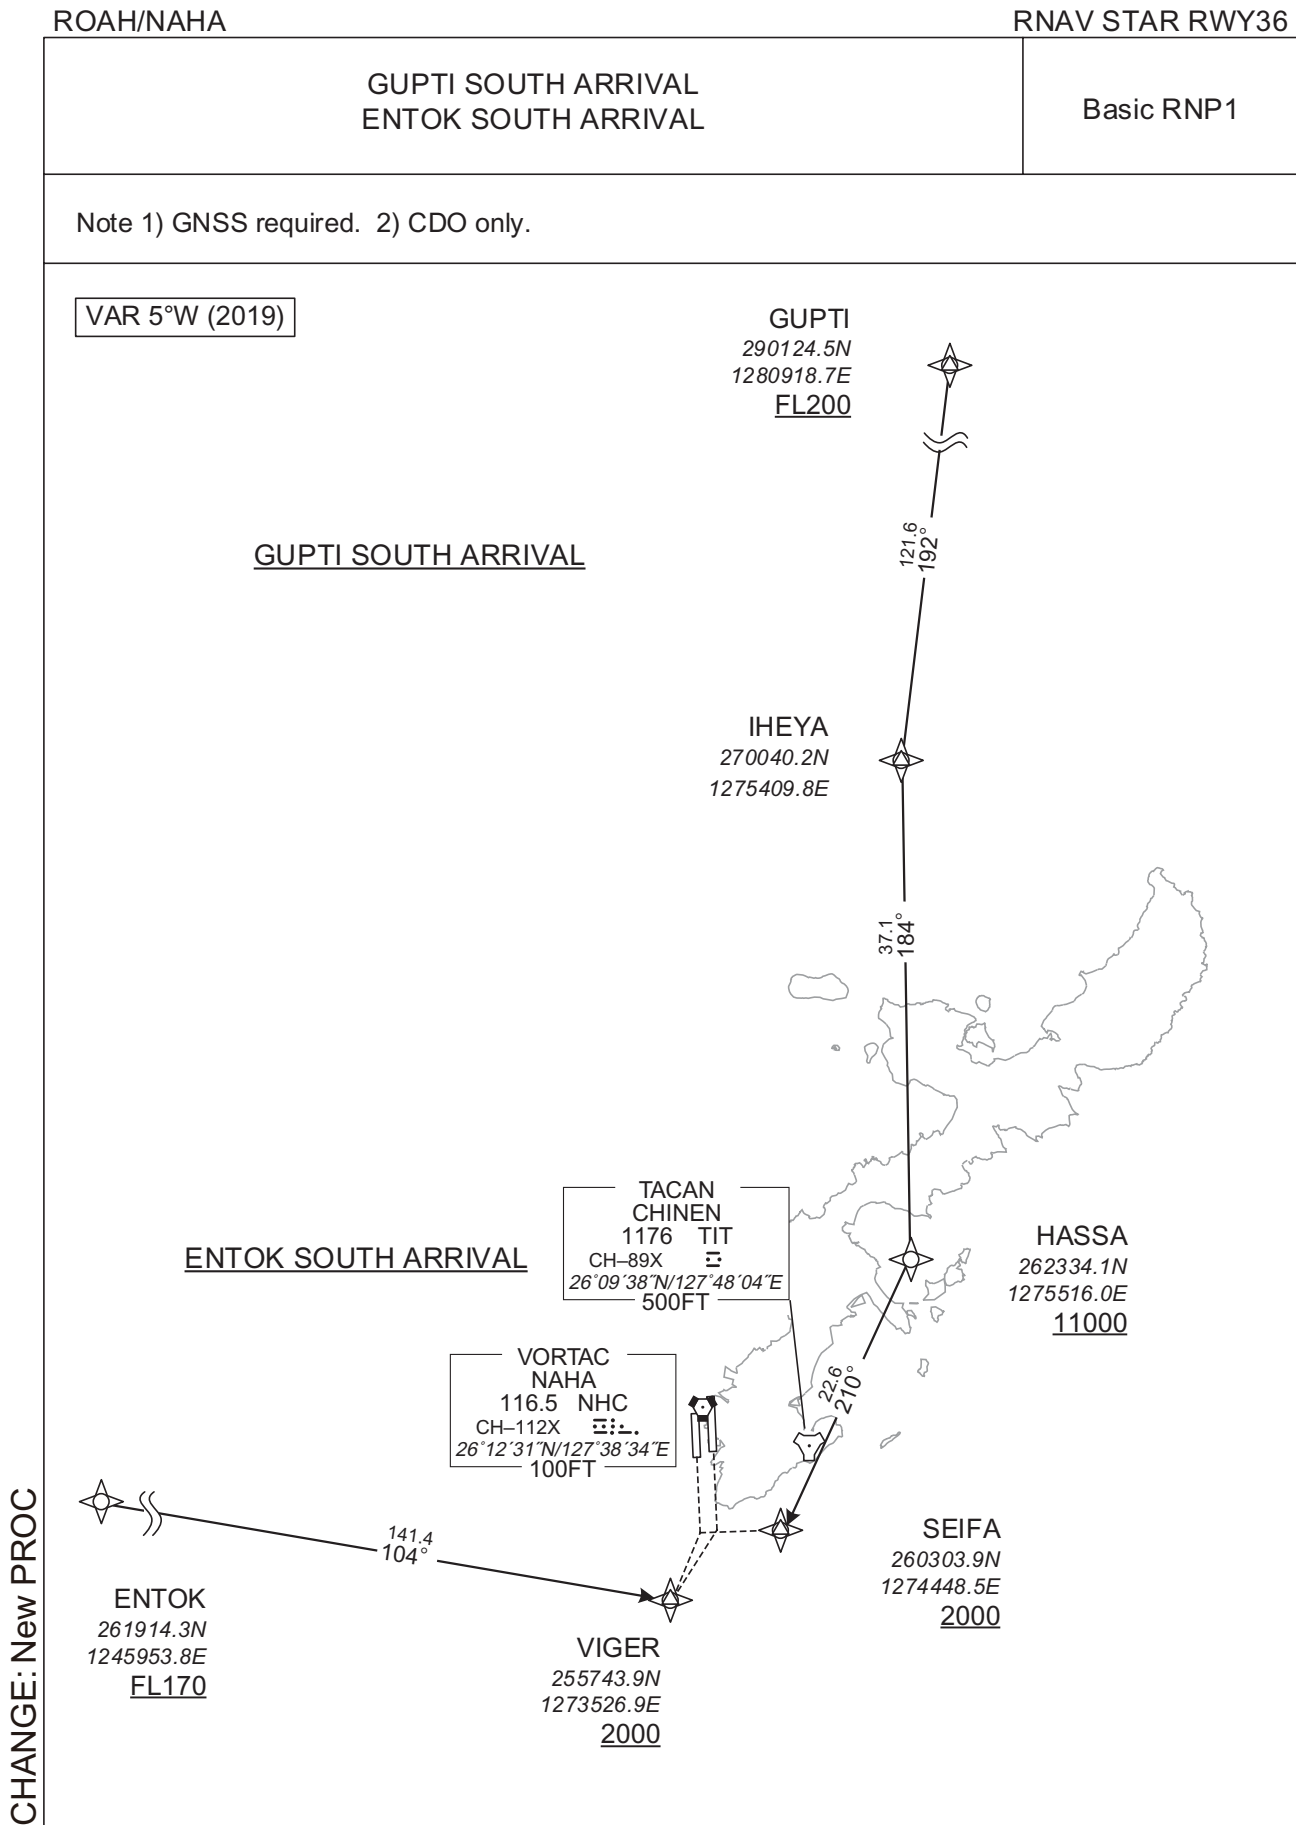 ROAH/NAHA
RNAV STAR RWY36
GUPTI SOUTH ARRIVAL
ENTOK SOUTH ARRIVAL
Basic RNP1
Note 1) GNSS required.  2) CDO only.
VAR 5°W (2019)
GUPTI
290124.5N
1280918.7E
FL200
121.6
192°
GUPTI SOUTH ARRIVAL
IHEYA
270040.2N
1275409.8E
37.1
184°
TACAN
CHINEN
1176 TIT
CH–89X
26°09′38″N/127°48′04″E
500FT
ENTOK SOUTH ARRIVAL
HASSA
262334.1N
1275516.0E
11000
22.6
210°
VORTAC
NAHA
116.5 NHC
CH–112X
26°12′31″N/127°38′34″E
100FT
SEIFA
260303.9N
1274448.5E
2000
141.4
104°
ENTOK
261914.3N
1245953.8E
FL170
VIGER
255743.9N
1273526.9E
2000
CHANGE: New PROC